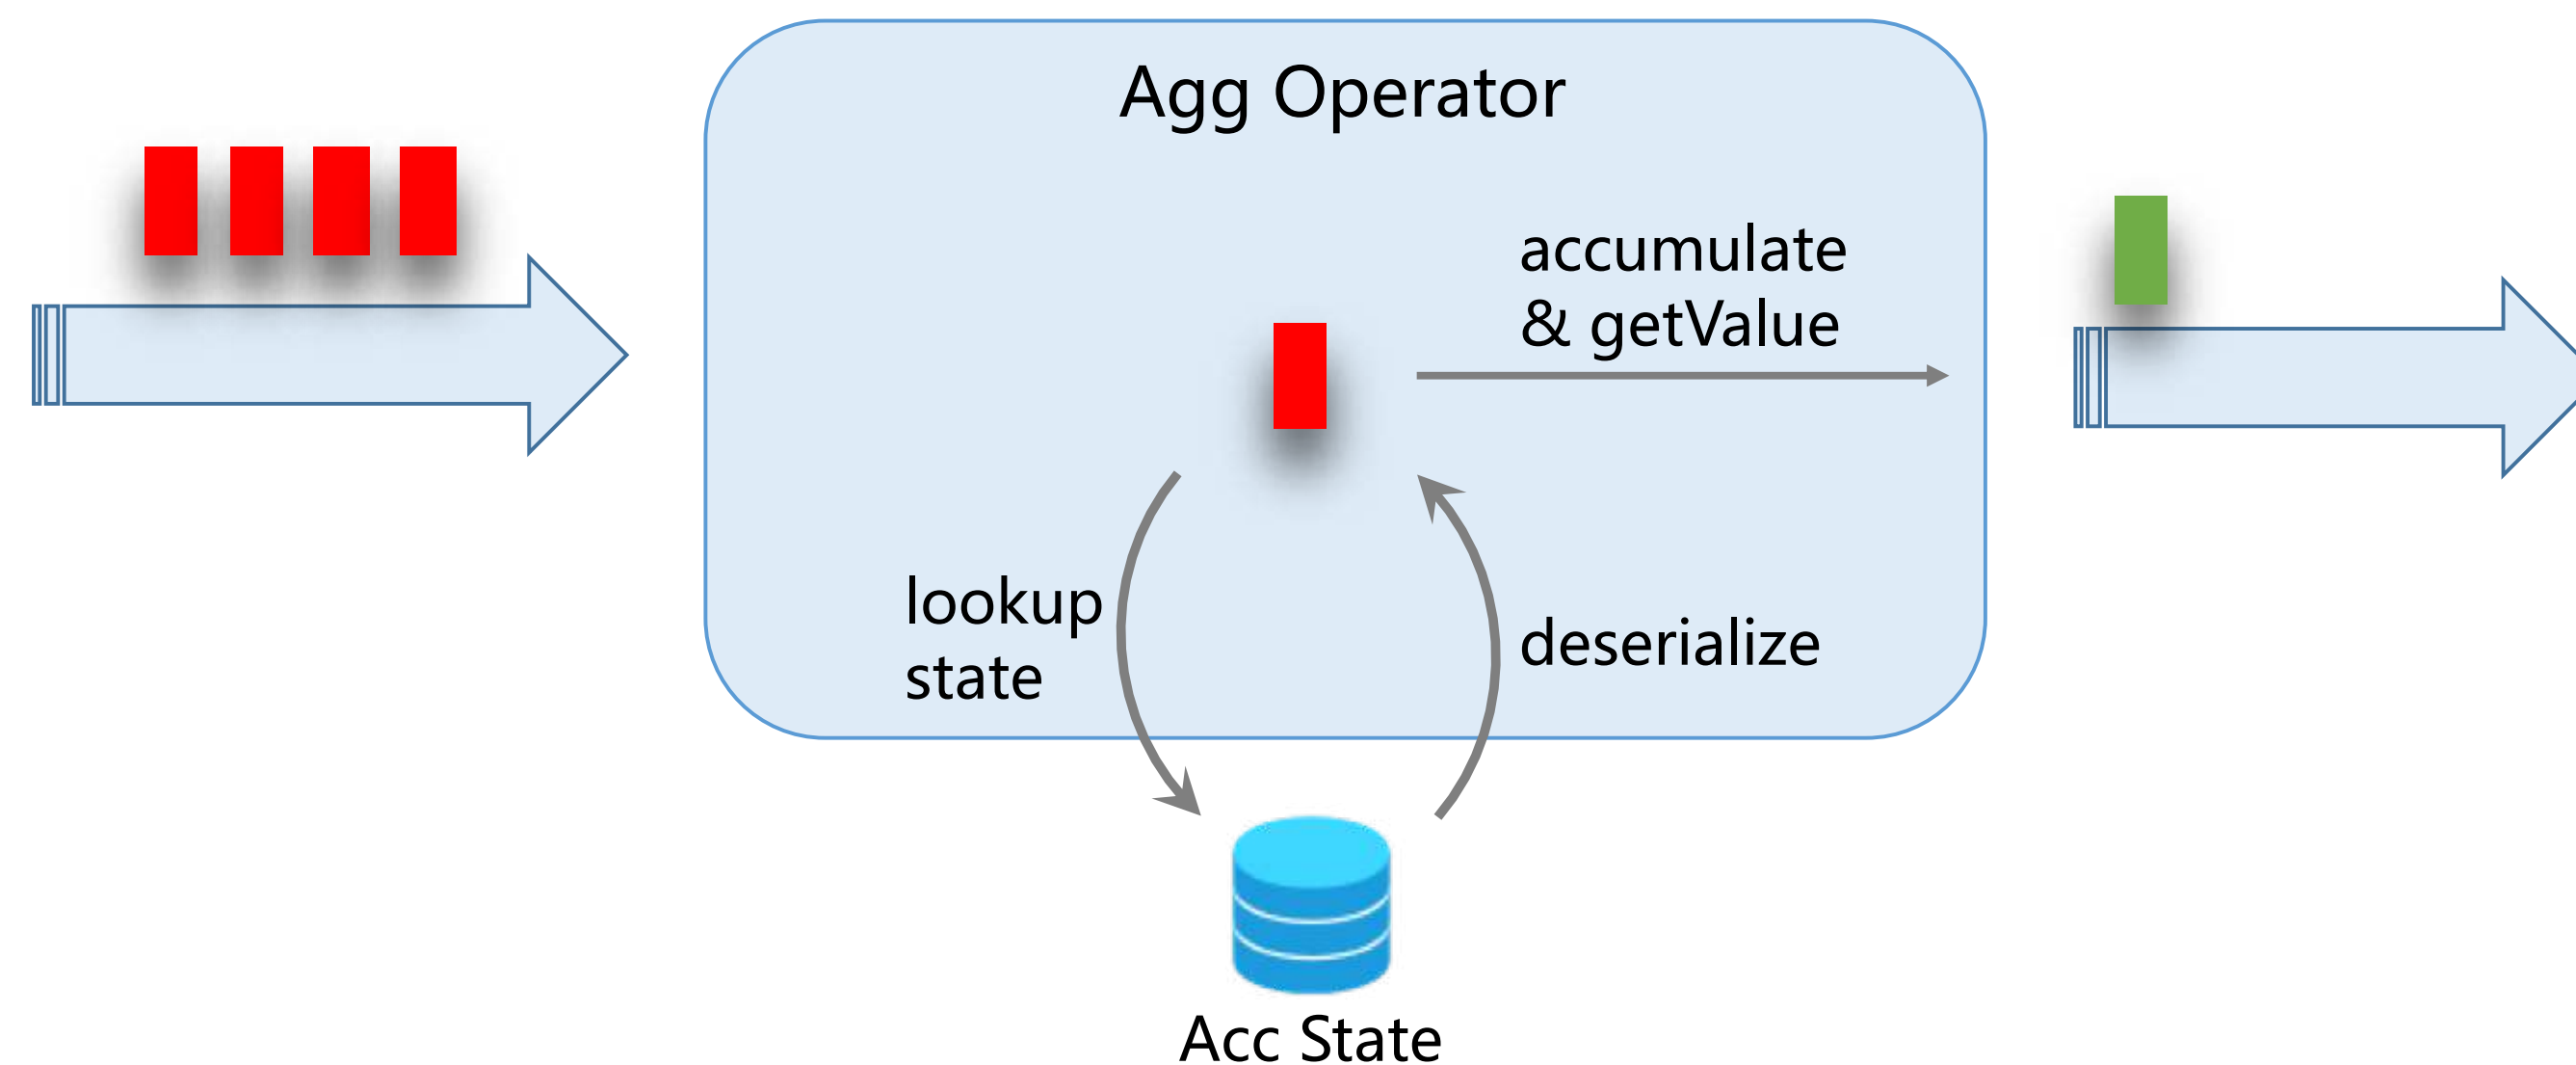 Agg Operator
accumulate
& getValue
lookup
state
deserialize
Acc State